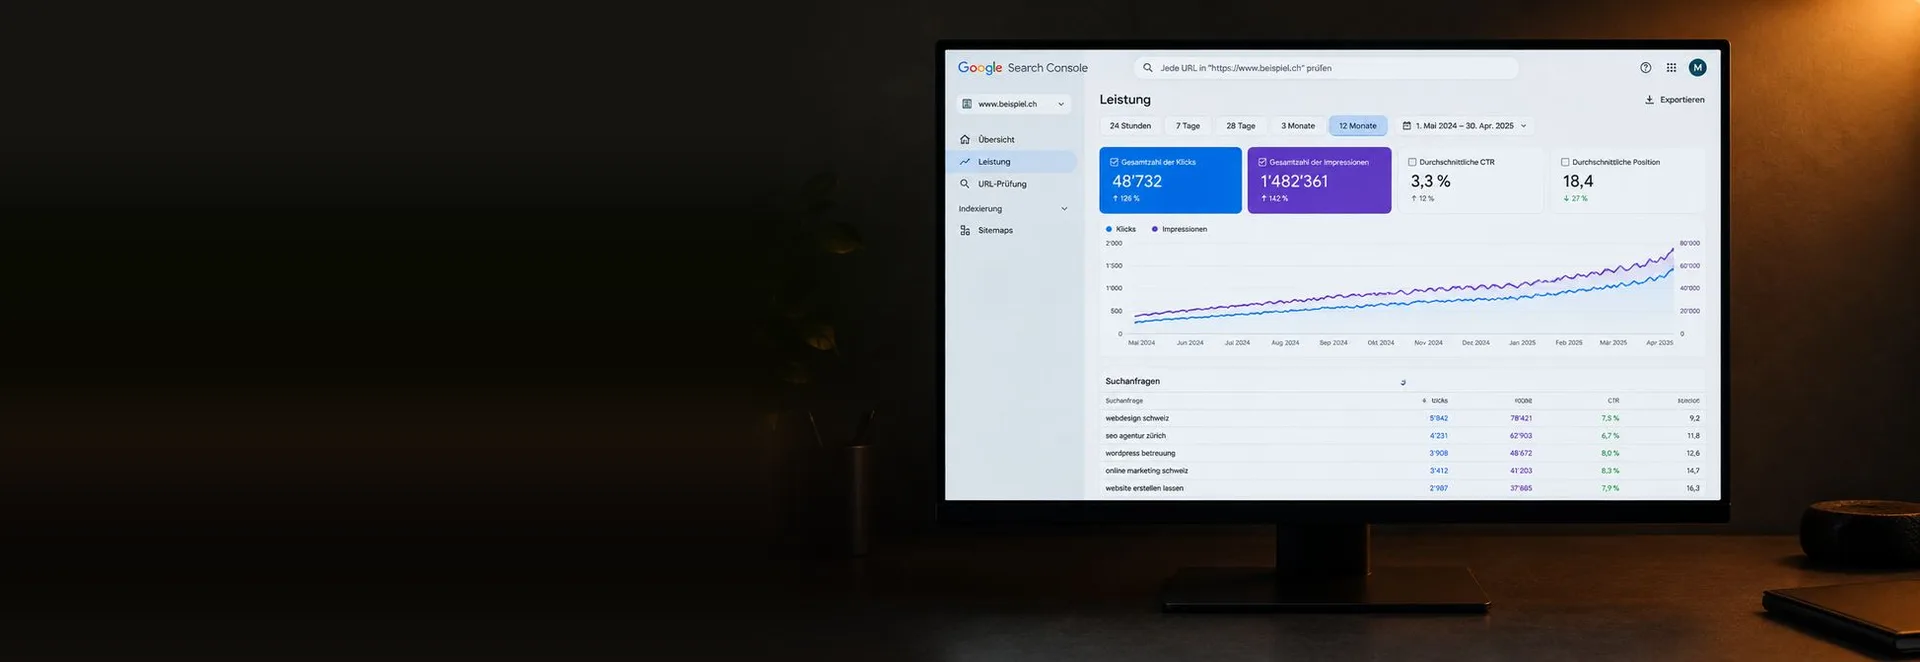 Google Search Console
Jede URL in "https://www.beispiel.ch" prüfen
M
www.beispiel.ch
Übersicht
Leistung
URL-Prüfung
Indexierung
Sitemaps
Leistung
Exportieren
24 Stunden 7 Tage 28 Tage 3 Monate 12 Monate 1. Mai 2024 – 30. Apr. 2025
Gesamtzahl der Klicks
48'732
↑ 126 %
Gesamtzahl der Impressionen
1'482'361
↑ 142 %
Durchschnittliche CTR
3,3 %
↑ 12 %
Durchschnittliche Position
18,4
↓ 27 %
Klicks Impressionen
2'000 80'000
1'500 60'000
1'000 40'000
500 20'000
0 0
Mai 2024 Jun 2024 Jul 2024 Aug 2024 Sep 2024 Okt 2024 Nov 2024 Dez 2024 Jan 2025 Feb 2025 Mär 2025 Apr 2025
Suchanfragen
Suchanfrage CTR
webdesign schweiz 5'842 78'421 7,5 % 9,2
seo agentur zürich 4'231 62'903 6,7 % 11,8
wordpress betreuung 3'908 48'672 8,0 % 12,6
online marketing schweiz 3'412 41'203 8,3 % 14,7
website erstellen lassen 2'987 37'685 7,9 % 16,3